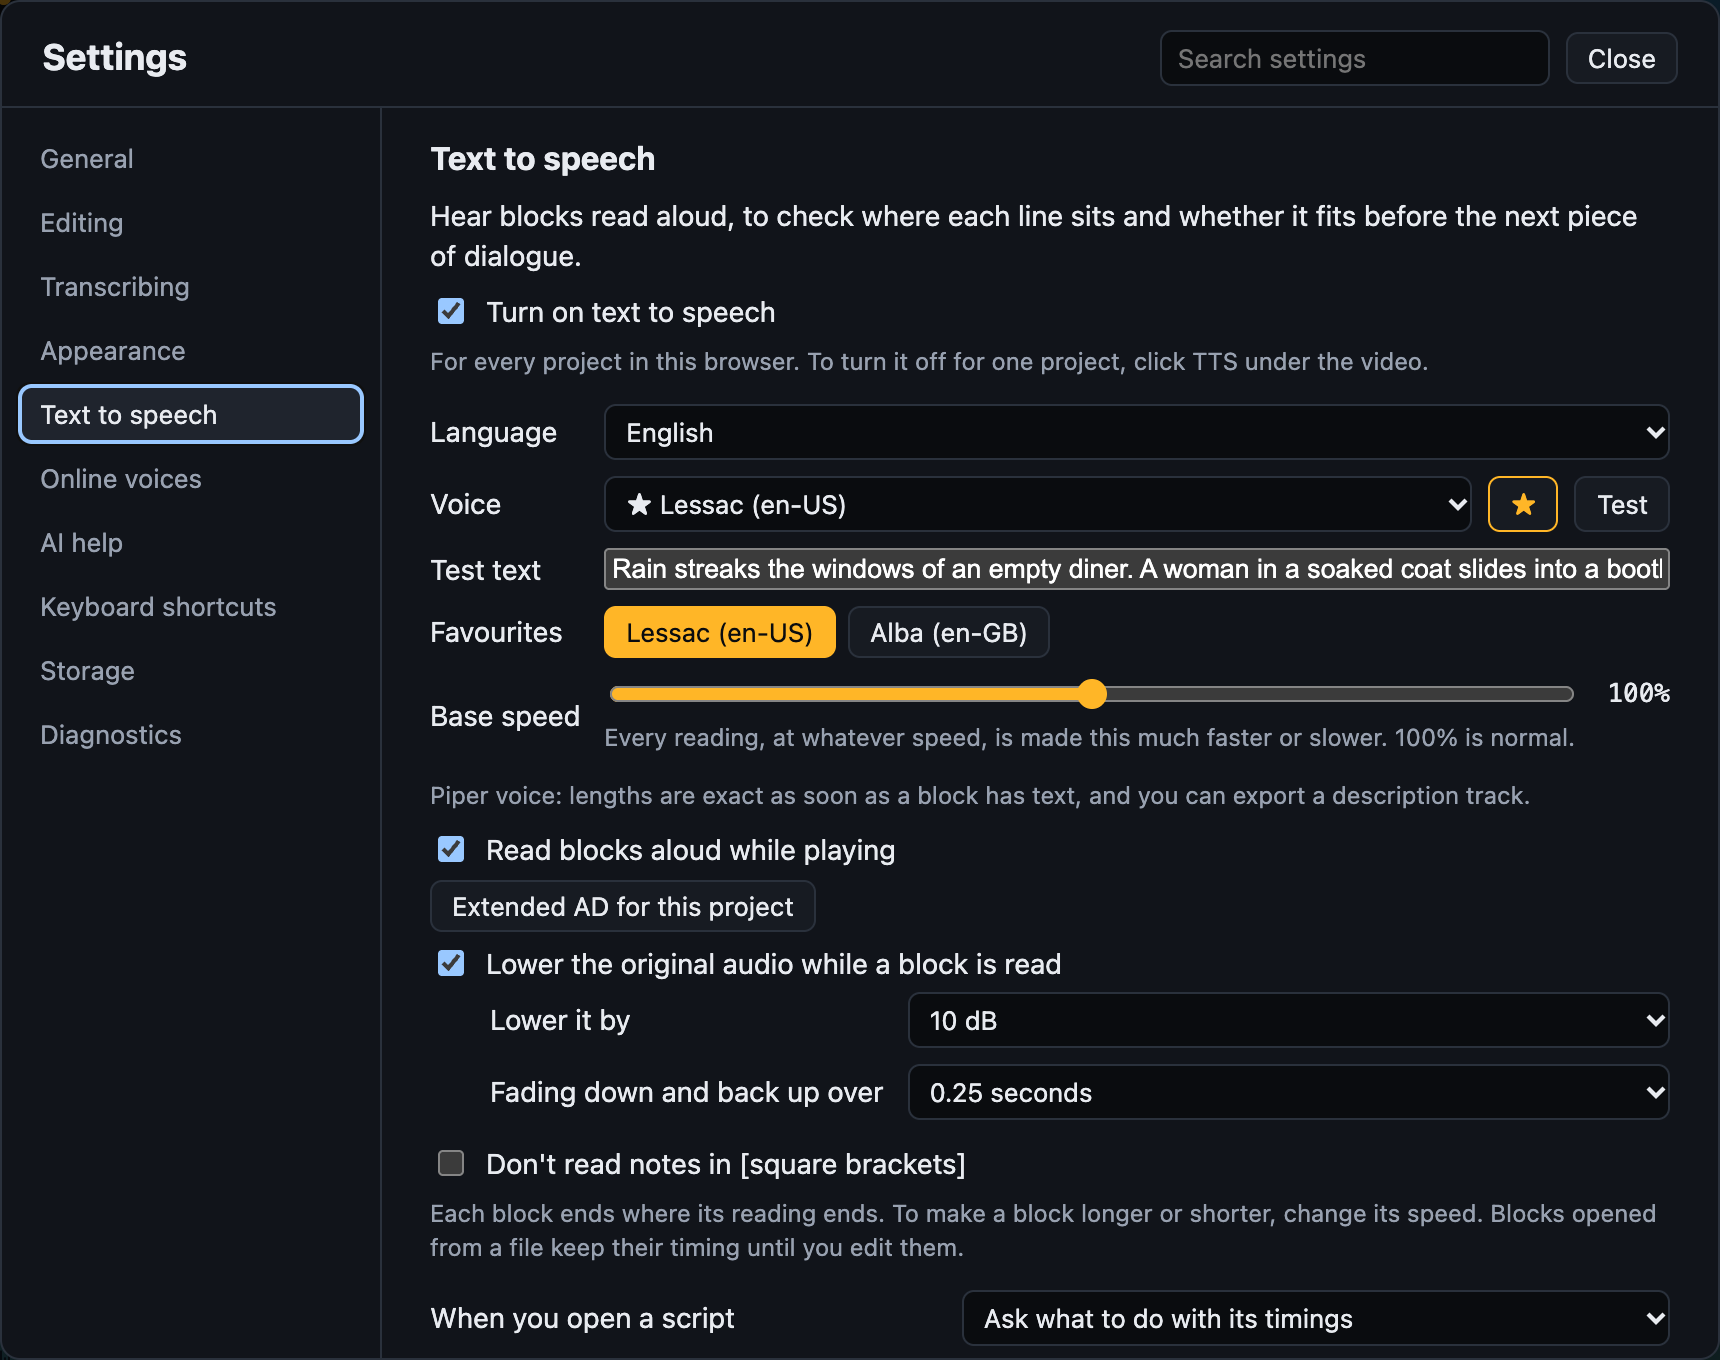 Settings
Search settings
Close
General
Editing
Transcribing
Appearance
Text to speech
Online voices
AI help
Keyboard shortcuts
Storage
Diagnostics
Text to speech
Hear blocks read aloud, to check where each line sits and whether it fits before the next piece
of dialogue.
Turn on text to speech
For every project in this browser. To turn it off for one project, click TTS under the video.
Language
English
Voice
★ Lessac (en-US)
★
Test
Test text
Rain streaks the windows of an empty diner. A woman in a soaked coat slides into a
Favourites
Lessac (en-US)
Alba (en-GB)
Base speed
100%
Every reading, at whatever speed, is made this much faster or slower. 100% is normal.
Piper voice: lengths are exact as soon as a block has text, and you can export a description track.
Read blocks aloud while playing
Extended AD for this project
Lower the original audio while a block is read
Lower it by
10 dB
Fading down and back up over
0.25 seconds
Don't read notes in [square brackets]
Each block ends where its reading ends. To make a block longer or shorter, change its speed. Blocks opened
from a file keep their timing until you edit them.
When you open a script
Ask what to do with its timings